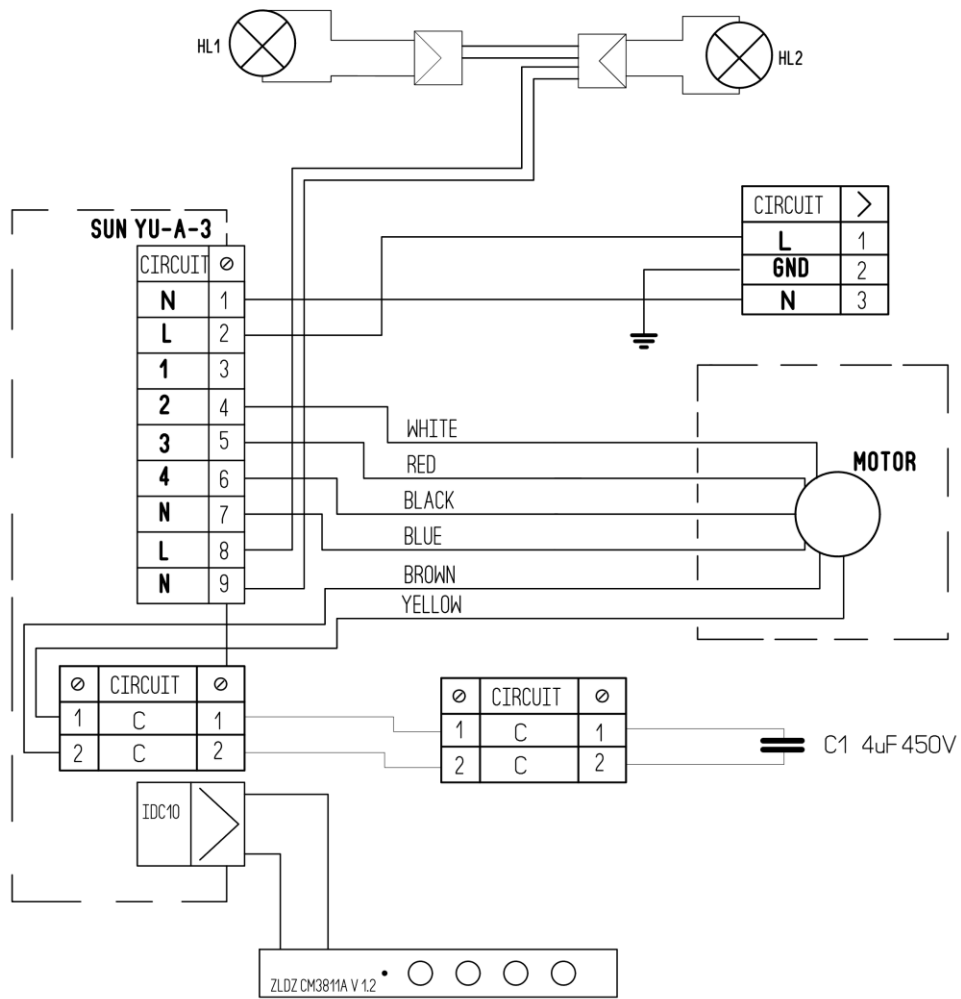 HL1
HL2
CIRCUIT
L 1
GND 2
N 3
SUN YU-A-3
CIRCUIT
N 1
L 2
1 3
2 4
3 5
4 6
N 7
L 8
N 9
WHITE
RED
BLACK
BLUE
BROWN
YELLOW
MOTOR
CIRCUIT
1 C 1
2 C 2
CIRCUIT
1 C 1
2 C 2
C1 4uF 450V
IDC10
ZLDZ CM3811A V 1.2